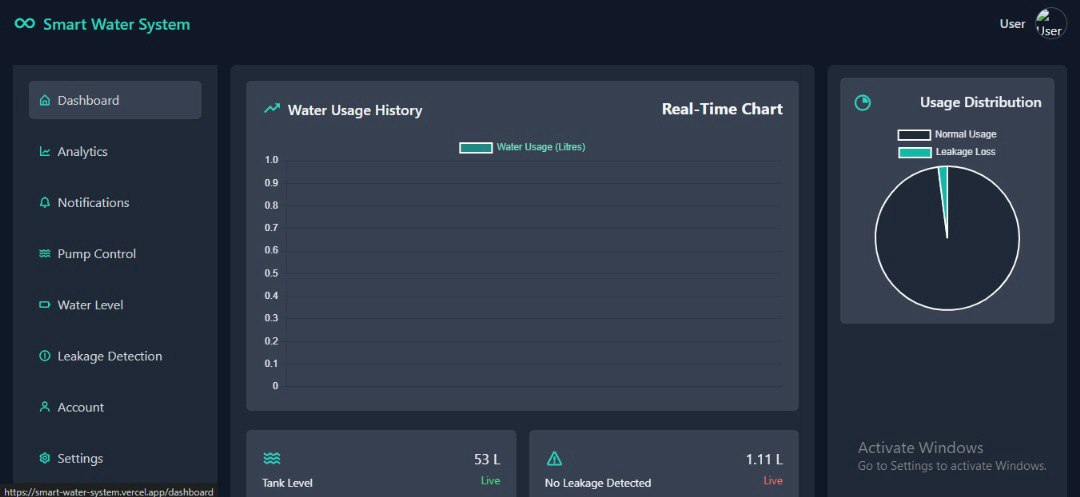 Smart Water System
User
User
Dashboard
Analytics
Notifications
Pump Control
Water Level
Leakage Detection
Account
Settings
Water Usage History
Real-Time Chart
Water Usage (Litres)
1.0
0.9
0.8
0.7
0.6
0.5
0.4
0.3
0.2
0.1
0
53 L
Tank Level
Live
1.11 L
No Leakage Detected
Live
Usage Distribution
Normal Usage
Leakage Loss
Activate Windows
Go to Settings to activate Windows.
https://smart-water-system.vercel.app/dashboard